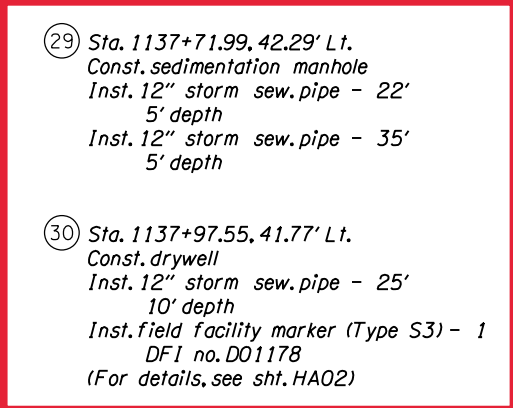 29 Sta. 1137+71.99, 42.29' Lt.
Const. sedimentation manhole
Inst. 12" storm sew. pipe - 22'
5' depth
Inst. 12" storm sew. pipe - 35'
5' depth
30 Sta. 1137+97.55, 41.77' Lt.
Const. drywell
Inst. 12" storm sew. pipe - 25'
10' depth
Inst. field facility marker (Type S3) - 1
DFI no. D01178
(For details, see sht. HA02)